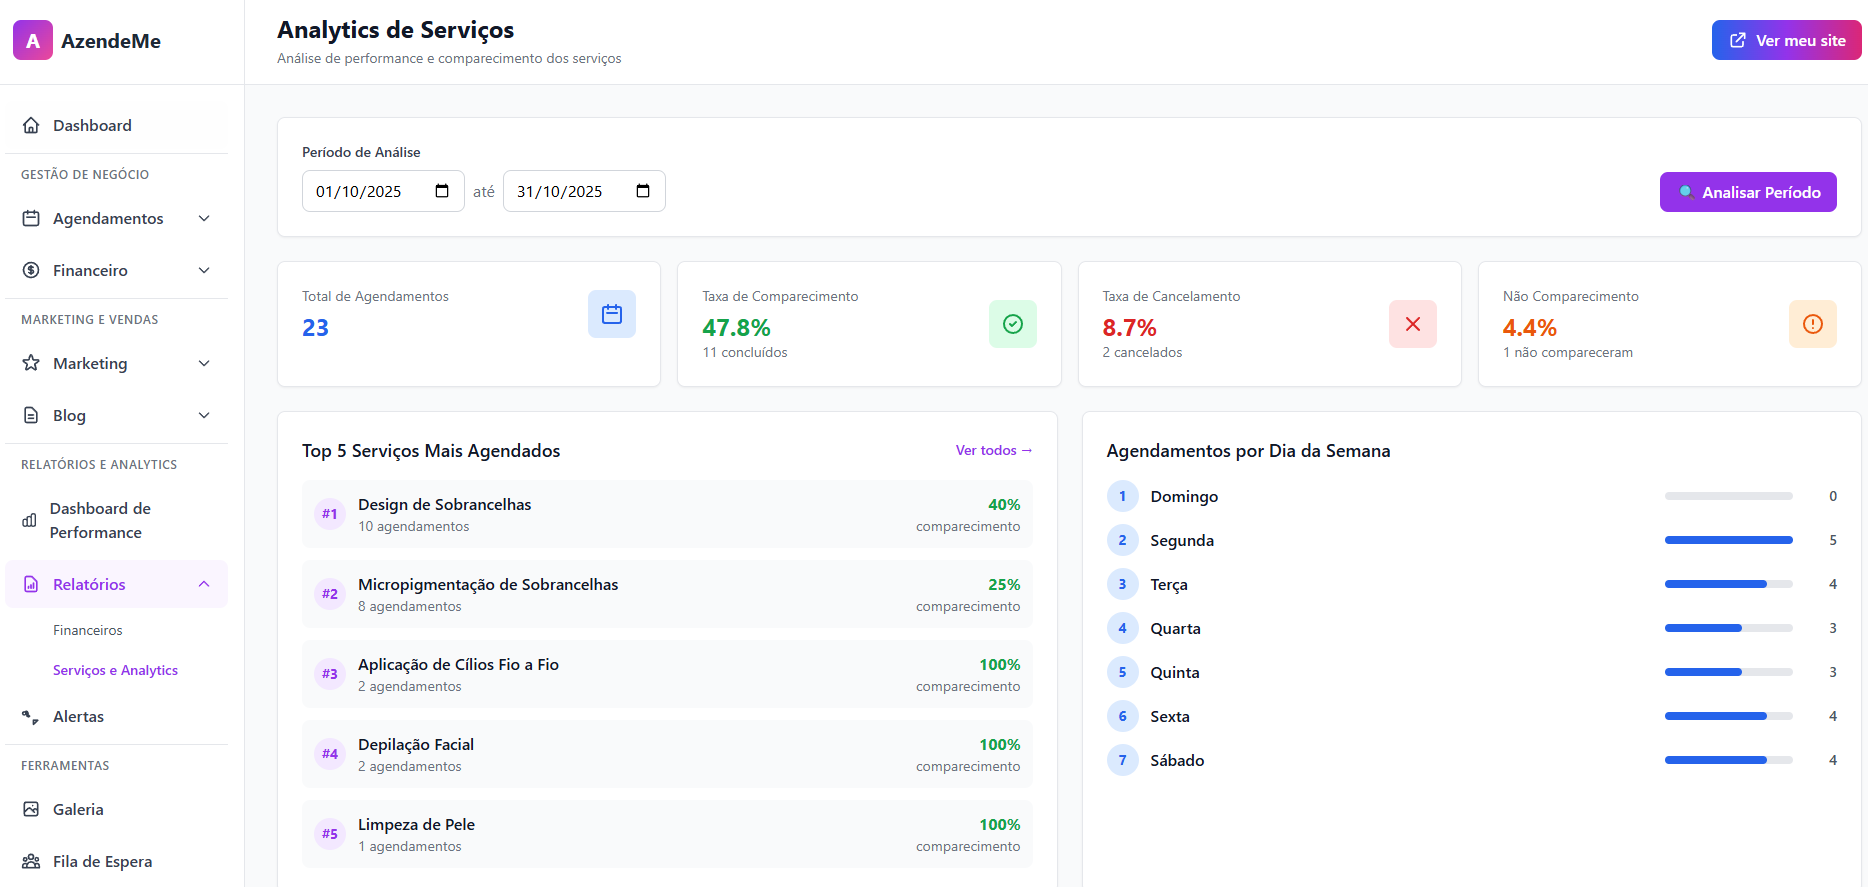 A
AzendeMe
Dashboard
GESTÃO DE NEGÓCIO
Agendamentos
Financeiro
MARKETING E VENDAS
Marketing
Blog
RELATÓRIOS E ANALYTICS
Dashboard de
Performance
Relatórios
Financeiros
Serviços e Analytics
Alertas
FERRAMENTAS
Galeria
Fila de Espera
Analytics de Serviços
Análise de performance e comparecimento dos serviços
Ver meu site
Período de Análise
01/10/2025 até 31/10/2025
Analisar Período
Total de Agendamentos
23
Taxa de Comparecimento
47.8%
11 concluídos
Taxa de Cancelamento
8.7%
2 cancelados
Não Comparecimento
4.4%
1 não compareceram
Top 5 Serviços Mais Agendados
Ver todos →
#1 Design de Sobrancelhas 40%
10 agendamentos comparecimento
#2 Micropigmentação de Sobrancelhas 25%
8 agendamentos comparecimento
#3 Aplicação de Cílios Fio a Fio 100%
2 agendamentos comparecimento
#4 Depilação Facial 100%
2 agendamentos comparecimento
#5 Limpeza de Pele 100%
1 agendamentos comparecimento
Agendamentos por Dia da Semana
1 Domingo 0
2 Segunda 5
3 Terça 4
4 Quarta 3
5 Quinta 3
6 Sexta 4
7 Sábado 4